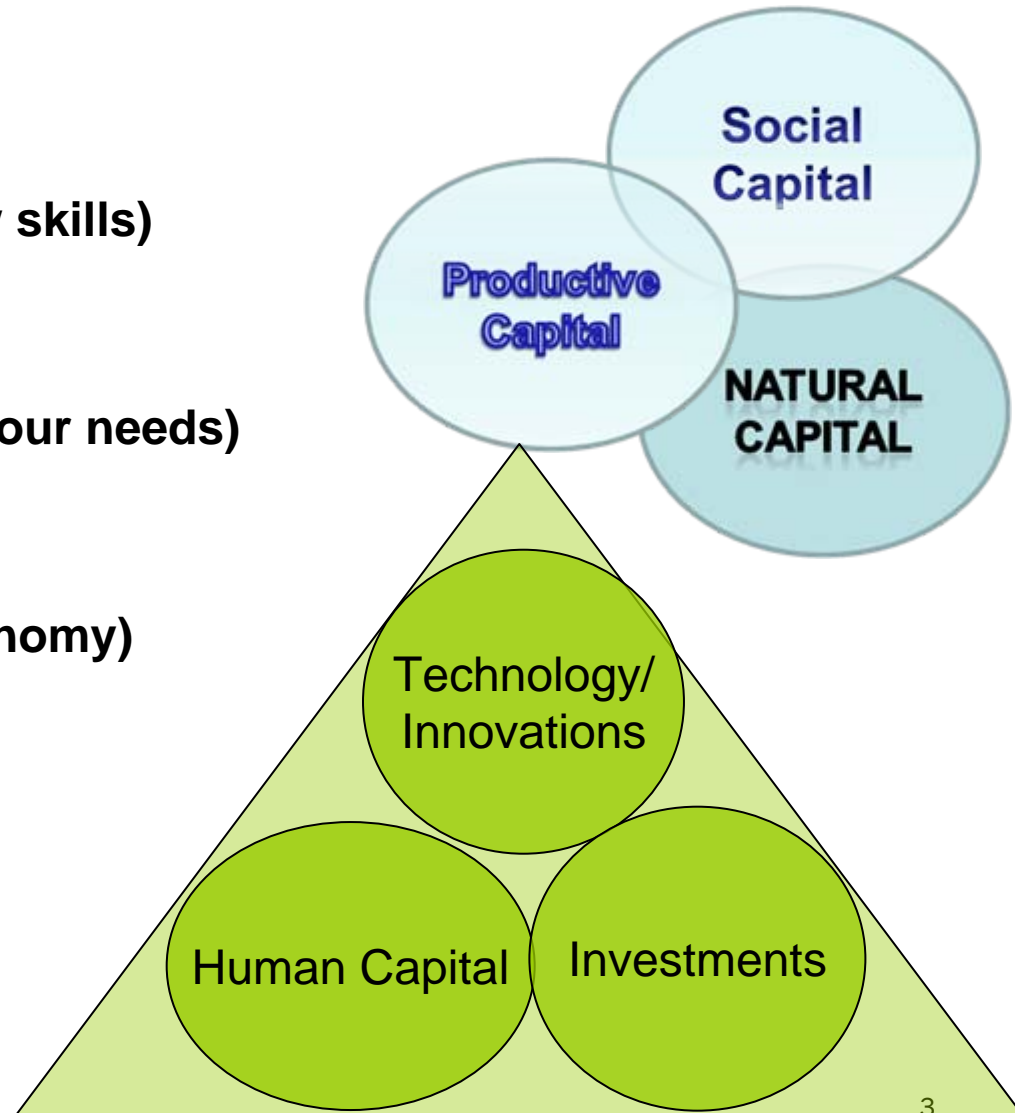 Social
Capital
skills)
Productive
Capital
NATURAL
CAPITAL
our needs)
nomy)
Technology/
Innovations
Human Capital
Investments
3